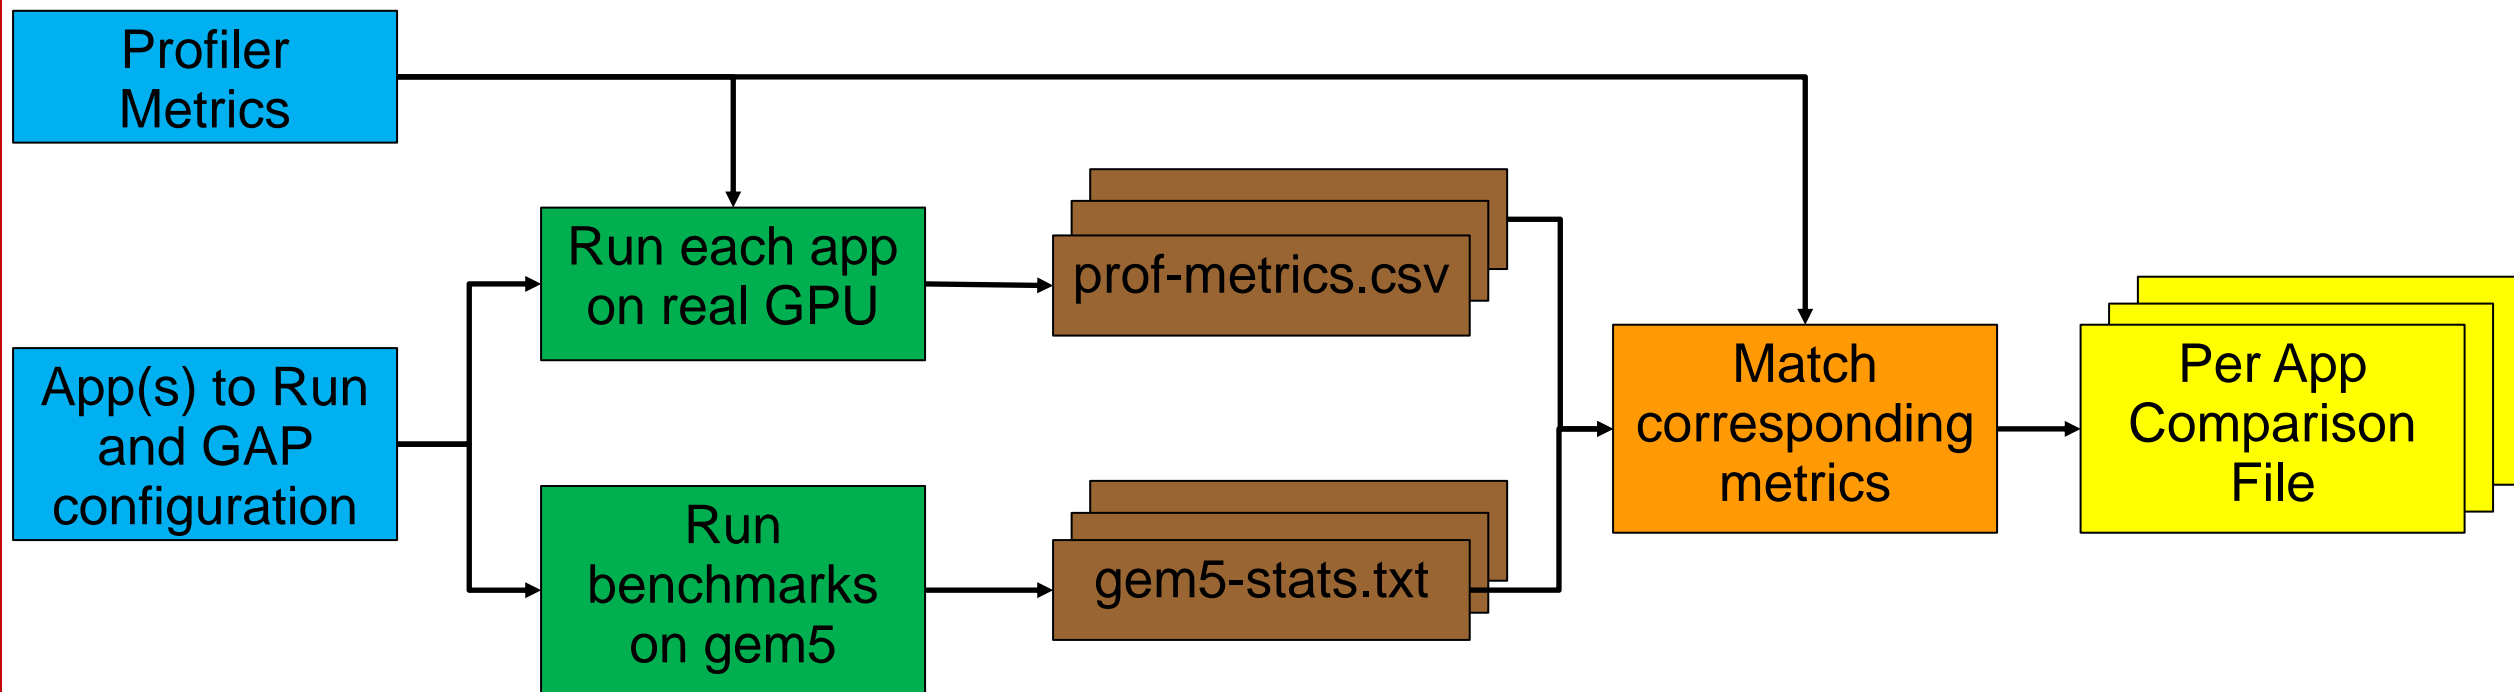 Profiler
Metrics
Run each app
on real GPU
prof-metrics.csv
App(s) to Run
and GAP
configuration
Match
corresponding
metrics
Per App
Comparison
File
Run
benchmarks
on gem5
gem5-stats.txt